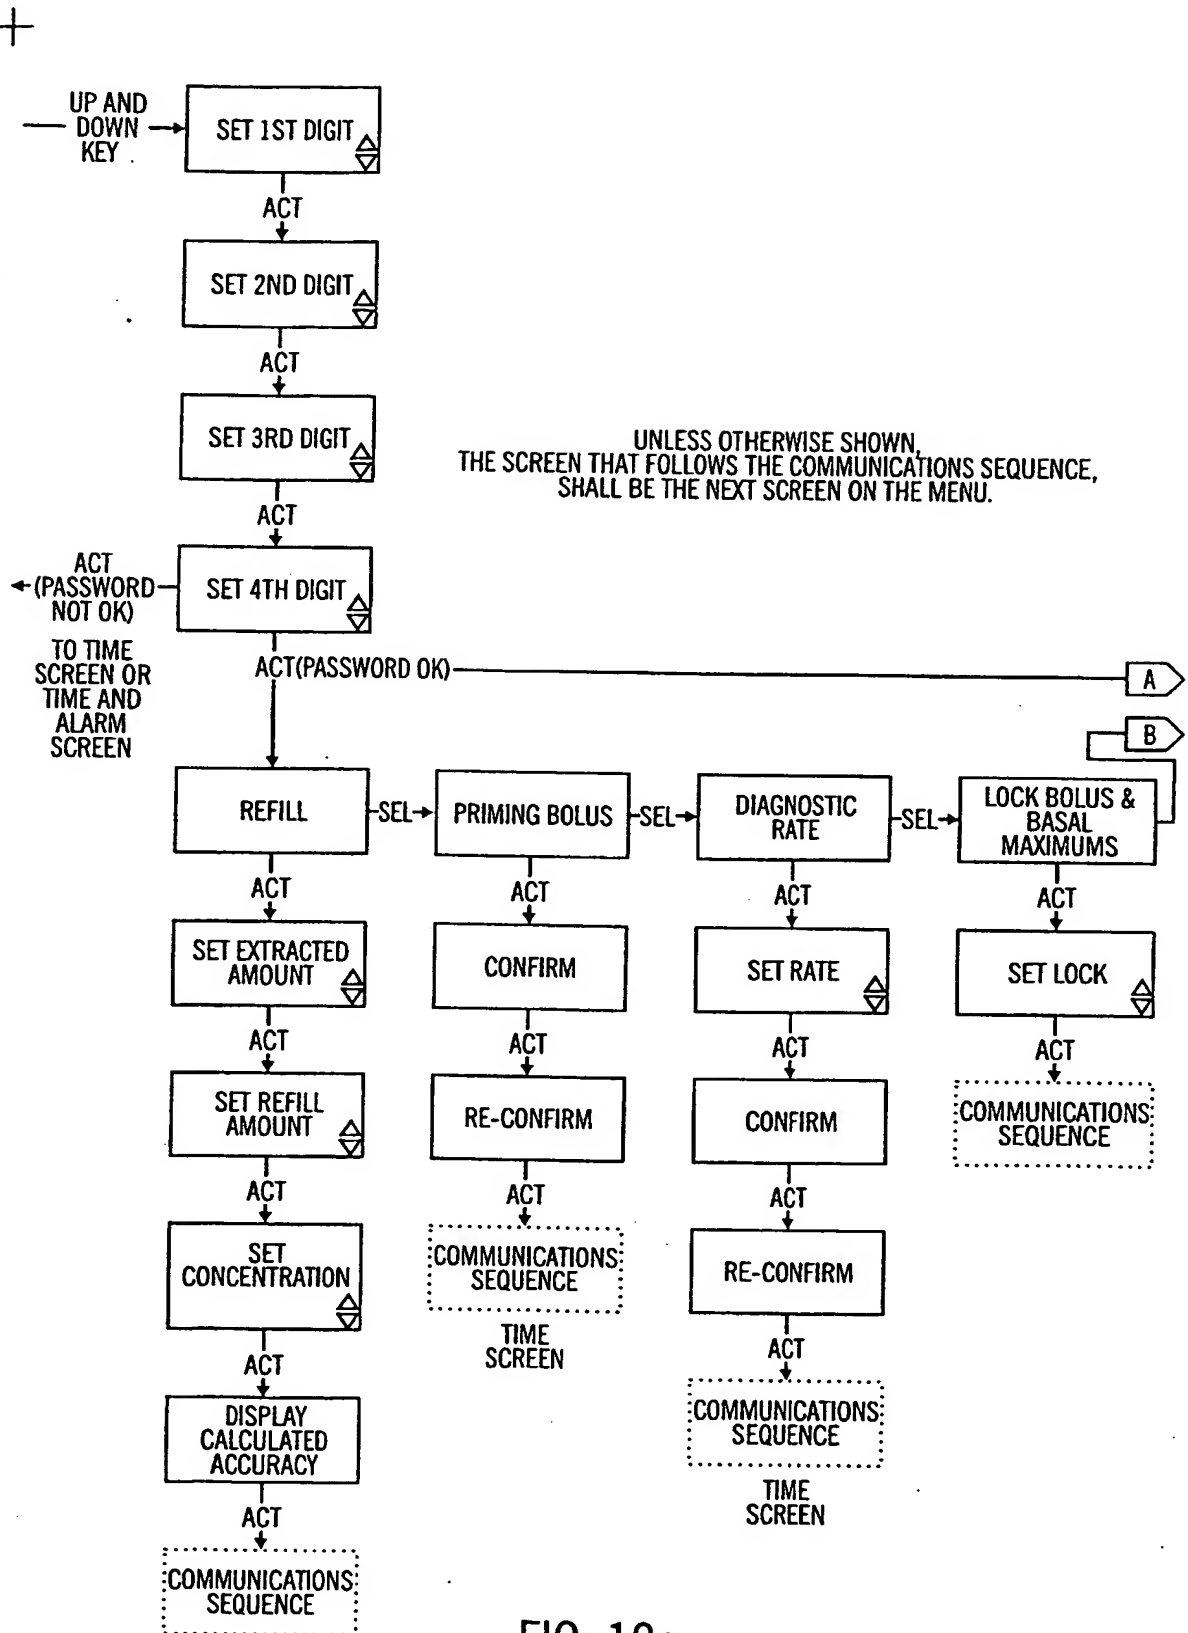 UP AND
DOWN
KEY
SET 1ST DIGIT
ACT
SET 2ND DIGIT
ACT
SET 3RD DIGIT
UNLESS OTHERWISE SHOWN,
THE SCREEN THAT FOLLOWS THE COMMUNICATIONS SEQUENCE,
SHALL BE THE NEXT SCREEN ON THE MENU.
ACT
ACT
(PASSWORD
NOT OK)
SET 4TH DIGIT
TO TIME
SCREEN OR
TIME AND
ALARM
SCREEN
ACT(PASSWORD OK)
A
B
REFILL
SEL
PRIMING BOLUS
SEL
DIAGNOSTIC
RATE
SEL
LOCK BOLUS &
BASAL
MAXIMUMS
ACT
ACT
ACT
ACT
SET EXTRACTED
AMOUNT
CONFIRM
SET RATE
SET LOCK
ACT
ACT
ACT
ACT
SET REFILL
AMOUNT
RE-CONFIRM
CONFIRM
COMMUNICATIONS
SEQUENCE
ACT
ACT
ACT
SET
CONCENTRATION
COMMUNICATIONS
SEQUENCE
TIME
SCREEN
RE-CONFIRM
ACT
ACT
DISPLAY
CALCULATED
ACCURACY
COMMUNICATIONS
SEQUENCE
TIME
SCREEN
ACT
COMMUNICATIONS
SEQUENCE